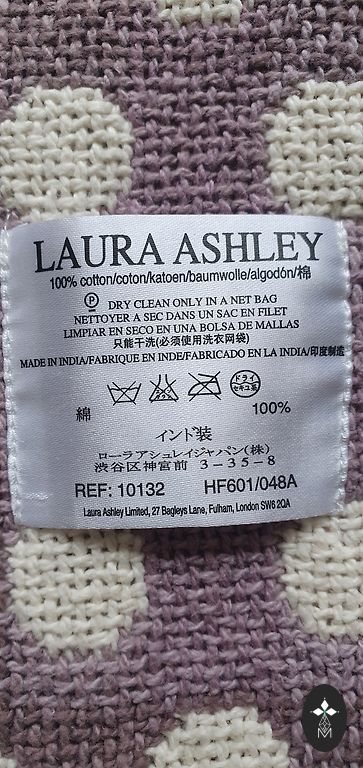 LAURA ASHLEY
100% cotton/coton/katoen/baumwolle/algodón/棉
P DRY CLEAN ONLY IN A NET BAG
NETTOYER A SEC DANS UN SAC EN FILET
LIMPIAR EN SECO EN UNA BOLSA DE MALLAS
只能干洗(必须使用洗衣网袋)
MADE IN INDIA/FABRIQUE EN INDE/FABRICADO EN LA INDIA/印度制造
ドライ
セキユ系
綿 100%
インド装
ローラアシュレイジャパン(株)
渋谷区神宮前 3-35-8
REF: 10132 HF601/048A
Laura Ashley Limited, 27 Bagleys Lane, Fulham, London SW6 2QA
M